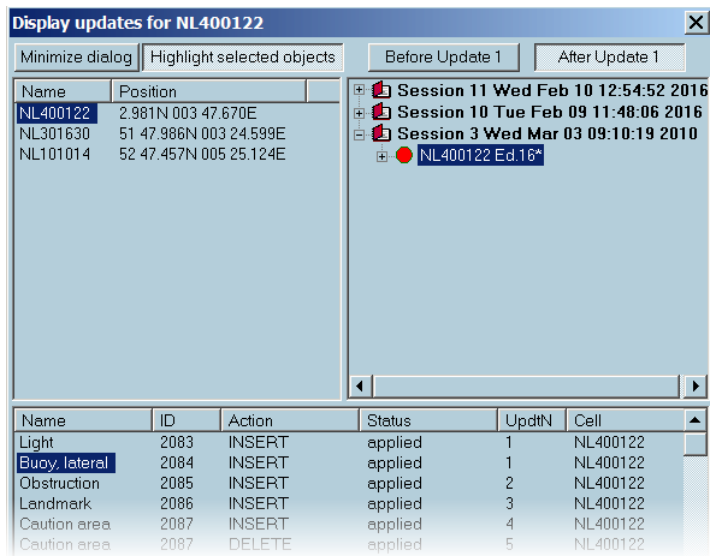 Display updates for NL400122
Minimize dialog Highlight selected objects Before Update 1 After Update 1
Name Position
NL400122 2.981N 003 47.670E
NL301630 51 47.986N 003 24.599E
NL101014 52 47.457N 005 25.124E
Session 11 Wed Feb 10 12:54:52 2016
Session 10 Tue Feb 09 11:48:06 2016
Session 3 Wed Mar 03 09:10:19 2010
NL400122 Ed.16*
Name ID Action Status UpdtN Cell
Light 2083 INSERT applied 1 NL400122
Buoy, lateral 2084 INSERT applied 1 NL400122
Obstruction 2085 INSERT applied 2 NL400122
Landmark 2086 INSERT applied 3 NL400122
Caution area 2087 INSERT applied 4 NL400122
Caution area 2087 DELETE applied 5 NL400122